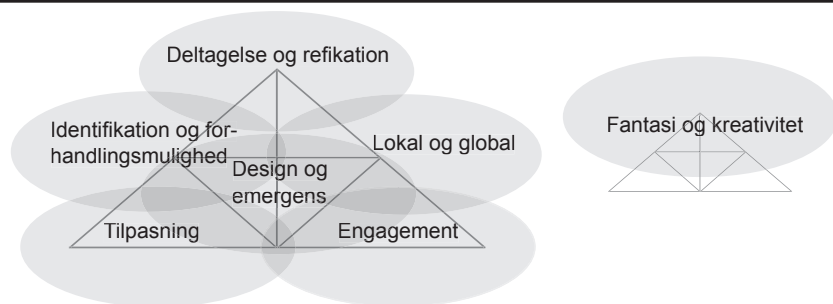 Deltagelse og refikation
Identifikation og for-
handlingsmulighed
Lokal og global
Design og
emergens
Tilpasning
Engagement
Fantasi og kreativitet